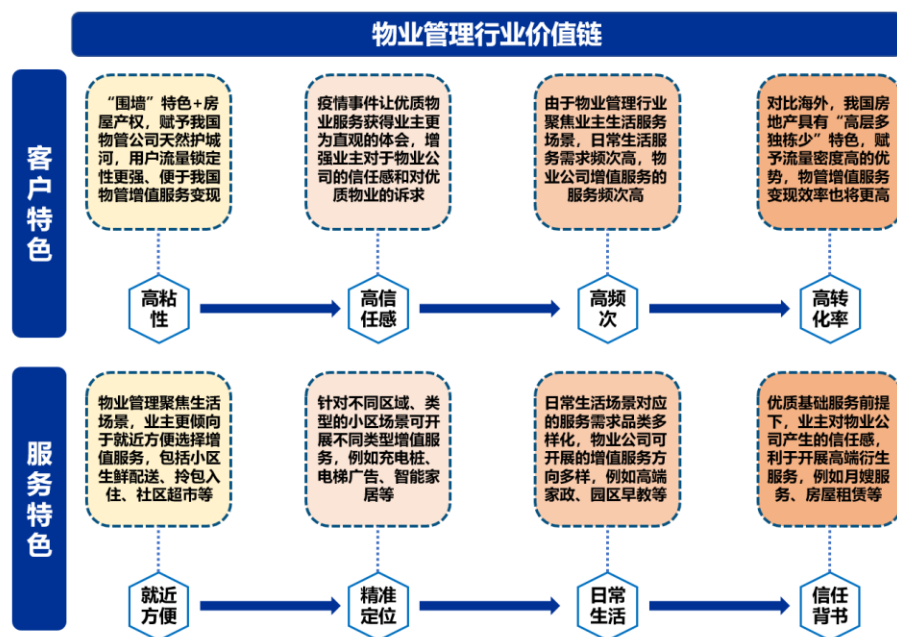 物业管理行业价值链
客户特色
“围墙”特色+房
屋产权，赋予我国
物管公司天然护城
河，用户流量锁定
性更强、便于我国
物管增值服务变现
疫情事件让优质物
业服务获得业主更
为直观的体会，增
强业主对于物业公
司的信任感和对优
质物业的诉求
由于物业管理行业
聚焦业主生活服务
场景，日常生活服
务需求频次高，物
业公司增值服务的
服务频次高
对比海外，我国房
地产具有“高层多
独栋少”特色，赋
予流量密度高的优
势，物管增值服务
变现效率也将更高
高粘
性
高信
任感
高频
次
高转
化率
服务特色
物业管理聚焦生活
场景，业主更倾向
于就近方便选择增
值服务，包括小区
生鲜配送、拎包入
住、社区超市等
针对不同区域、类
型的小区场景可开
展不同类型增值服
务，例如充电桩、
电梯广告、智能家
居等
日常生活场景对应
的服务需求品类多
样化，物业公司可
开展的增值服务方
向多样，例如高端
家政、园区早教等
优质基础服务前提
下，业主对物业公
司产生的信任感，
利于开展高端衍生
服务，例如月嫂服
务、房屋租赁等
就近
方便
精准
定位
日常
生活
信任
背书